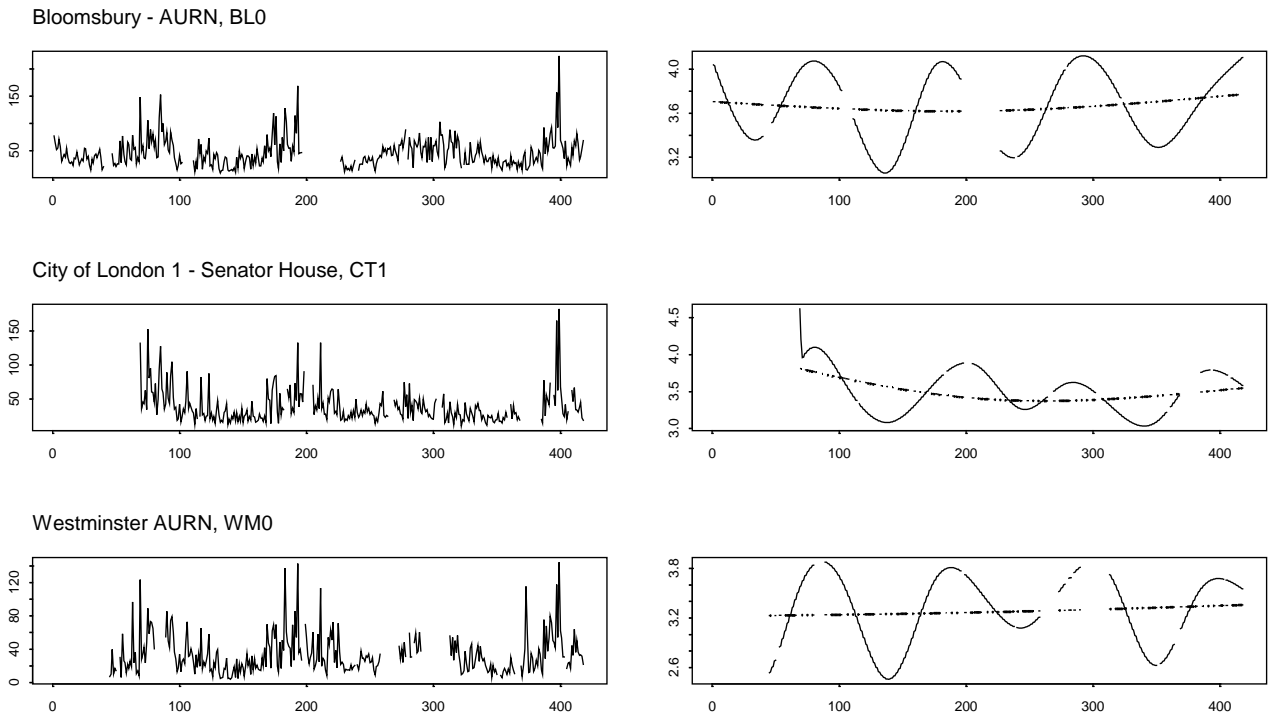 Bloomsbury - AURN, BL0
50 150
0 100 200 300 400
3.2 3.6 4.0
0 100 200 300 400
City of London 1 - Senator House, CT1
50 100 150
0 100 200 300 400
3.0 3.5 4.0 4.5
0 100 200 300 400
Westminster AURN, WM0
0 40 80 120
0 100 200 300 400
2.6 3.2 3.8
0 100 200 300 400